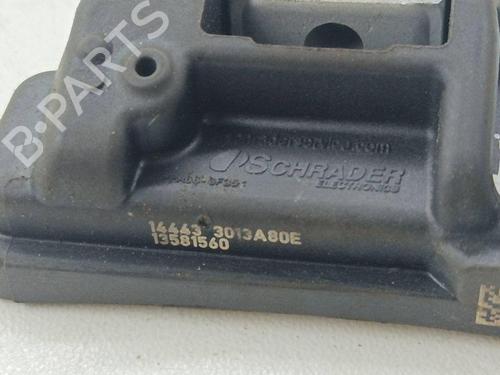 B-PARTS
SCHRADER
ELECTRONICS
14443 3013A80E
13581560